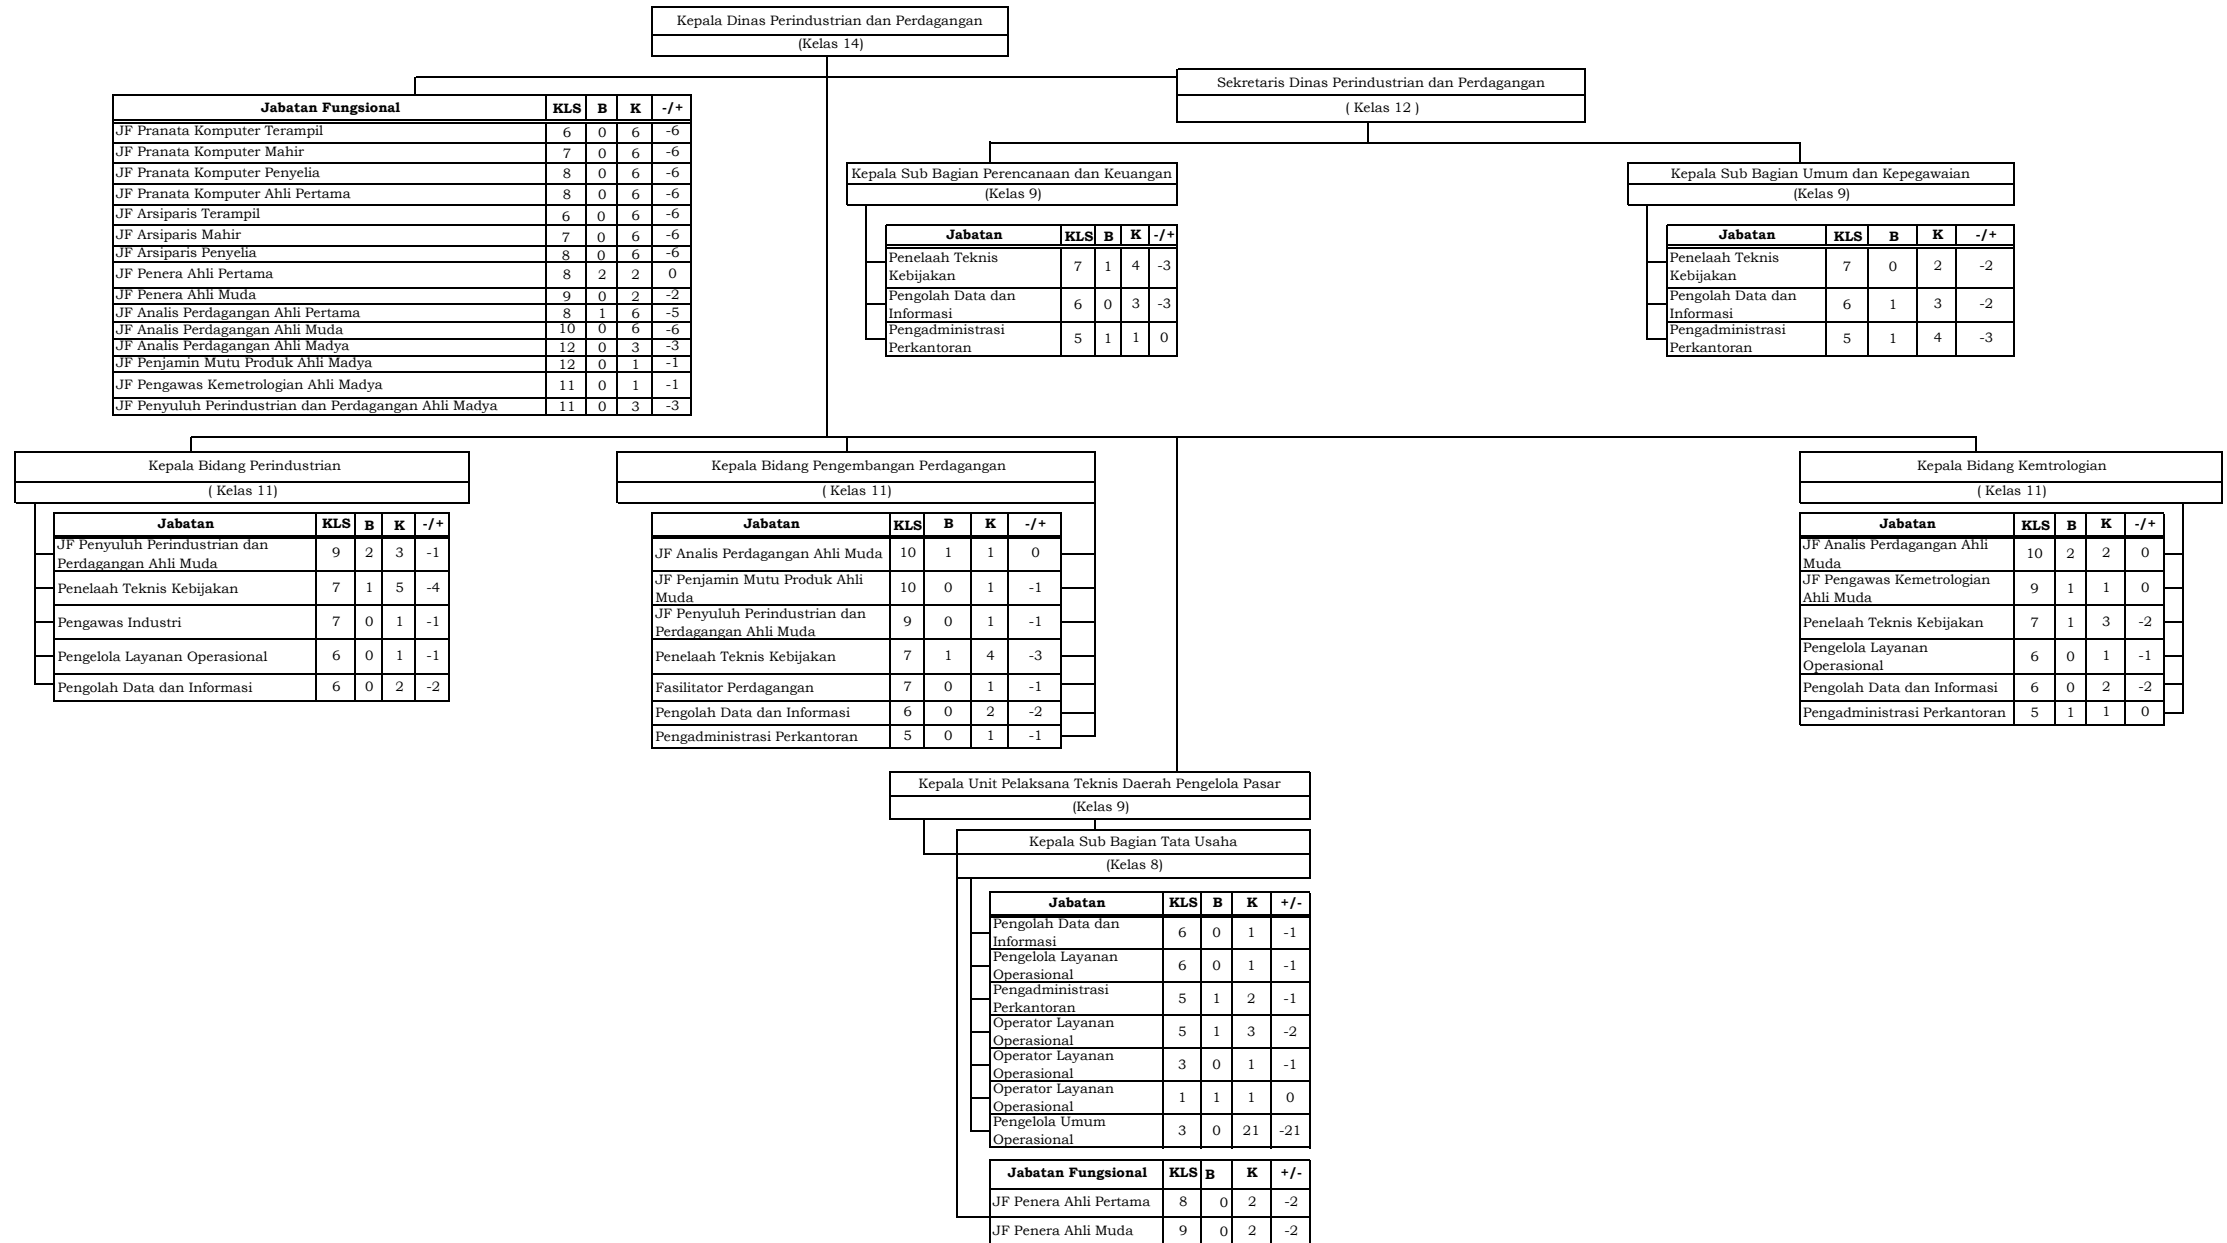 Kepala Dinas Perindustrian dan Perdagangan
(Kelas 14)
Sekretaris Dinas Perindustrian dan Perdagangan
( Kelas 12 )
Jabatan Fungsional KLS B K -/+
JF Pranata Komputer Terampil 6 0 6 -6
JF Pranata Komputer Mahir 7 0 6 -6
JF Pranata Komputer Penyelia 8 0 6 -6
JF Pranata Komputer Ahli Pertama 8 0 6 -6
JF Arsiparis Terampil 6 0 6 -6
JF Arsiparis Mahir 7 0 6 -6
JF Arsiparis Penyelia 8 0 6 -6
JF Penera Ahli Pertama 8 2 2 0
JF Penera Ahli Muda 9 0 2 -2
JF Analis Perdagangan Ahli Pertama 8 1 6 -5
JF Analis Perdagangan Ahli Muda 10 0 6 -6
JF Analis Perdagangan Ahli Madya 12 0 3 -3
JF Penjamin Mutu Produk Ahli Madya 12 0 1 -1
JF Pengawas Kemetrologian Ahli Madya 11 0 1 -1
JF Penyuluh Perindustrian dan Perdagangan Ahli Madya 11 0 3 -3
Kepala Sub Bagian Perencanaan dan Keuangan
(Kelas 9)
Jabatan KLS B K -/+
Penelaah Teknis
Kebijakan 7 1 4 -3
Pengolah Data dan
Informasi 6 0 3 -3
Pengadministrasi
Perkantoran 5 1 1 0
Kepala Sub Bagian Umum dan Kepegawaian
(Kelas 9)
Jabatan KLS B K -/+
Penelaah Teknis
Kebijakan 7 0 2 -2
Pengolah Data dan
Informasi 6 1 3 -2
Pengadministrasi
Perkantoran 5 1 4 -3
Kepala Bidang Perindustrian
( Kelas 11)
Jabatan KLS B K -/+
JF Penyuluh Perindustrian dan
Perdagangan Ahli Muda 9 2 3 -1
Penelaah Teknis Kebijakan 7 1 5 -4
Pengawas Industri 7 0 1 -1
Pengelola Layanan Operasional 6 0 1 -1
Pengolah Data dan Informasi 6 0 2 -2
Kepala Bidang Pengembangan Perdagangan
( Kelas 11)
Jabatan KLS B K -/+
JF Analis Perdagangan Ahli Muda 10 1 1 0
JF Penjamin Mutu Produk Ahli
Muda 10 0 1 -1
JF Penyuluh Perindustrian dan
Perdagangan Ahli Muda 9 0 1 -1
Penelaah Teknis Kebijakan 7 1 4 -3
Fasilitator Perdagangan 7 0 1 -1
Pengolah Data dan Informasi 6 0 2 -2
Pengadministrasi Perkantoran 5 0 1 -1
Kepala Bidang Kemtrologian
( Kelas 11)
Jabatan KLS B K -/+
JF Analis Perdagangan Ahli
Muda 10 2 2 0
JF Pengawas Kemetrologian
Ahli Muda 9 1 1 0
Penelaah Teknis Kebijakan 7 1 3 -2
Pengelola Layanan
Operasional 6 0 1 -1
Pengolah Data dan Informasi 6 0 2 -2
Pengadministrasi Perkantoran 5 1 1 0
Kepala Unit Pelaksana Teknis Daerah Pengelola Pasar
(Kelas 9)
Kepala Sub Bagian Tata Usaha
(Kelas 8)
Jabatan KLS B K +/-
Pengolah Data dan
Informasi 6 0 1 -1
Pengelola Layanan
Operasional 6 0 1 -1
Pengadministrasi
Perkantoran 5 1 2 -1
Operator Layanan
Operasional 5 1 3 -2
Operator Layanan
Operasional 3 0 1 -1
Operator Layanan
Operasional 1 1 1 0
Pengelola Umum
Operasional 3 0 21 -21
Jabatan Fungsional KLS B K +/-
JF Penera Ahli Pertama 8 0 2 -2
JF Penera Ahli Muda 9 0 2 -2